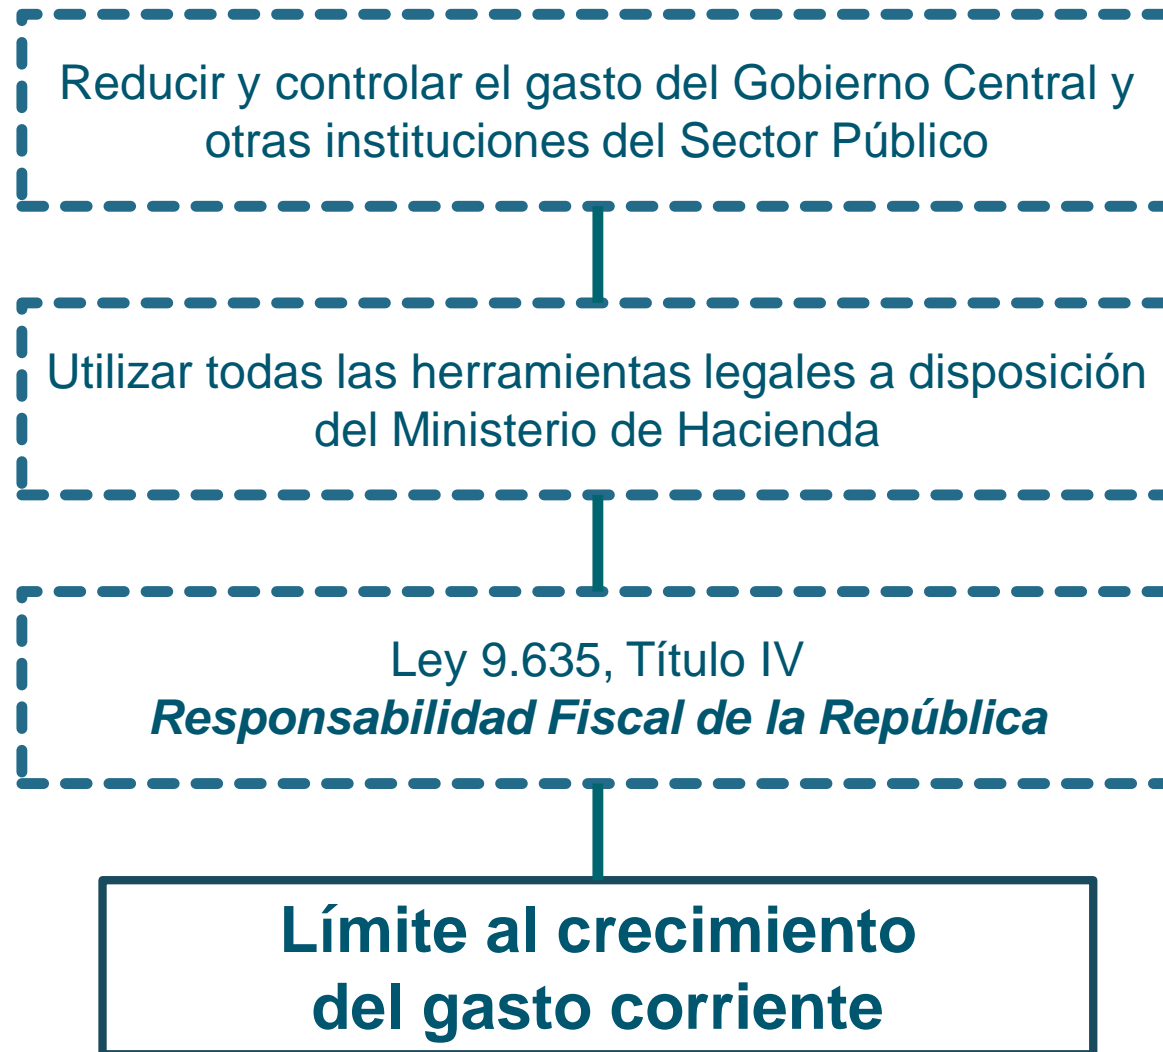 Reducir y controlar el gasto del Gobierno Central y
otras instituciones del Sector Público
Utilizar todas las herramientas legales a disposición
del Ministerio de Hacienda
Ley 9.635, Título IV
Responsabilidad Fiscal de la República
Límite al crecimiento
del gasto corriente